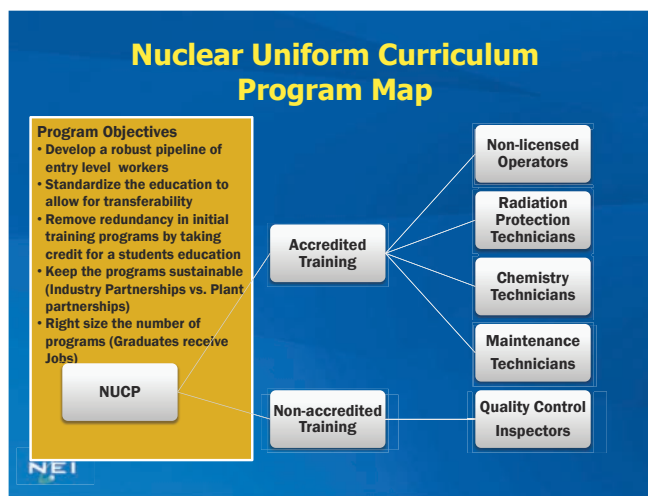 Nuclear Uniform Curriculum
Program Map
Program Objectives
• Develop a robust pipeline of
entry level workers
• Standardize the education to
allow for transferability
• Remove redundancy in initial
training programs by taking
credit for a students education
• Keep the programs sustainable
(Industry Partnerships vs. Plant
partnerships)
• Right size the number of
programs (Graduates receive
Jobs)
NUCP
Accredited
Training
Non-accredited
Training
Non-licensed
Operators
Radiation
Protection
Technicians
Chemistry
Technicians
Maintenance
Technicians
Quality Control
Inspectors
NEI